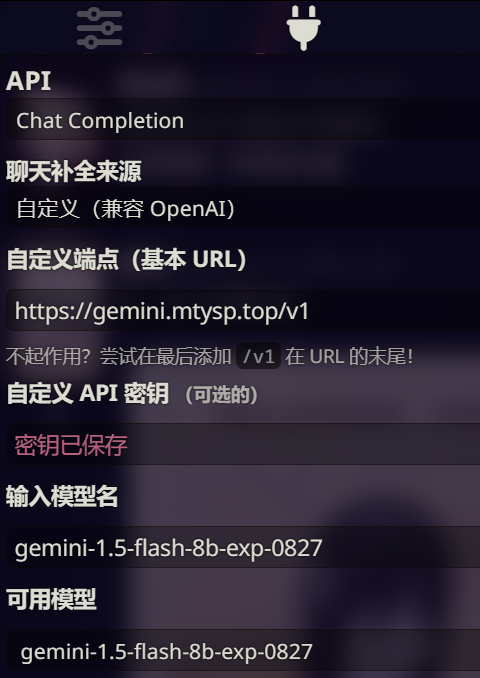 API
Chat Completion
聊天补全来源
自定义（兼容 OpenAI）
自定义端点（基本 URL）
https://gemini.mtysp.top/v1
不起作用？尝试在最后添加 /v1 在 URL 的末尾！
自定义 API 密钥 （可选的）
密钥已保存
输入模型名
gemini-1.5-flash-8b-exp-0827
可用模型
gemini-1.5-flash-8b-exp-0827